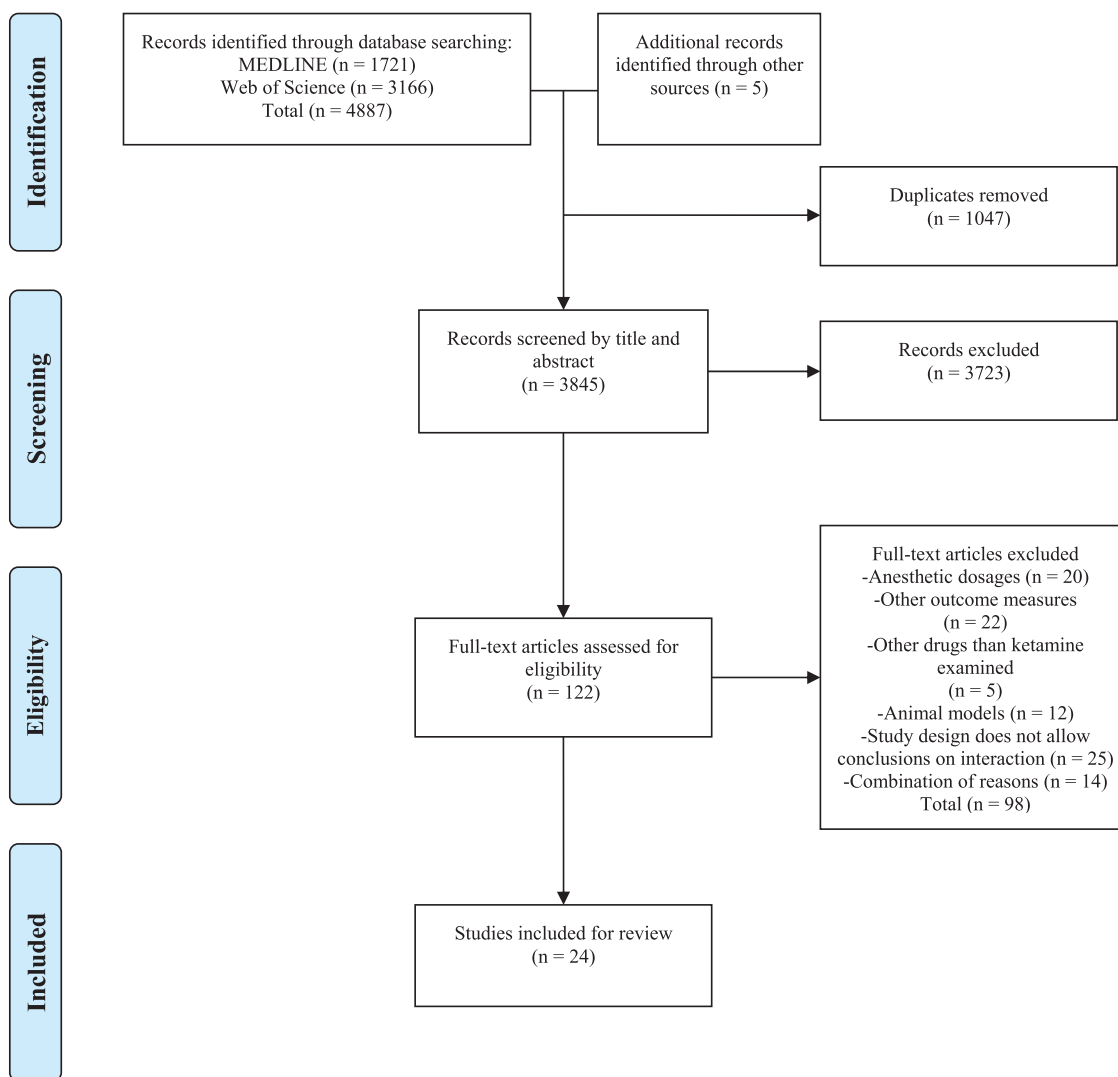 Identification
Records identified through database searching:
MEDLINE (n = 1721)
Web of Science (n = 3166)
Total (n = 4887)
Additional records
identified through other
sources (n = 5)
Duplicates removed
(n = 1047)
Screening
Records screened by title and
abstract
(n = 3845)
Records excluded
(n = 3723)
Eligibility
Full-text articles assessed for
eligibility
(n = 122)
Full-text articles excluded
-Anesthetic dosages (n = 20)
-Other outcome measures
(n = 22)
-Other drugs than ketamine
examined
(n = 5)
-Animal models (n = 12)
-Study design does not allow
conclusions on interaction (n = 25)
-Combination of reasons (n = 14)
Total (n = 98)
Included
Studies included for review
(n = 24)